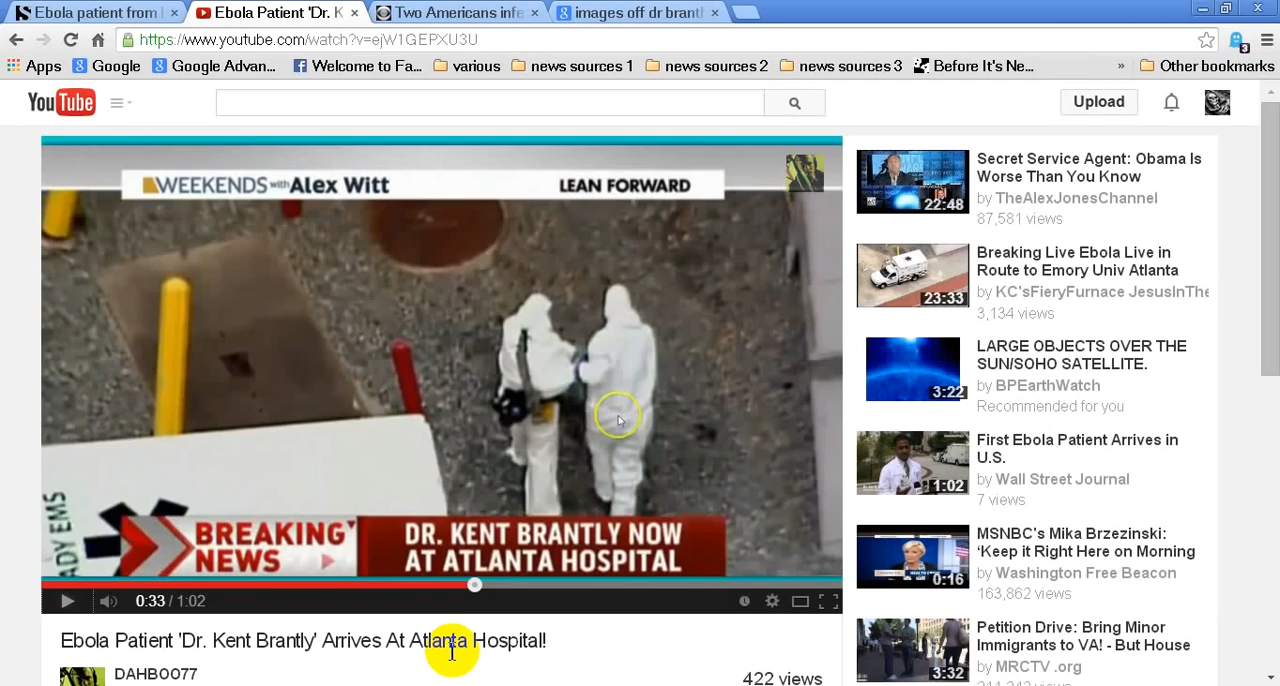 Ebola patient from
Ebola Patient 'Dr. K
Two Americans infe
images off dr brant
https://www.youtube.com/watch?v=ejW1GEPXU3U
3
Apps
Google
Google Advan...
Welcome to Fa...
various
news sources 1
news sources 2
news sources 3
Before It's Ne...
»
Other bookmarks
YouTube
Upload
WEEKENDS with Alex Witt
LEAN FORWARD
ADY EMS
BREAKING
NEWS
DR. KENT BRANTLY NOW
AT ATLANTA HOSPITAL
0:33 / 1:02
Ebola Patient 'Dr. Kent Brantly' Arrives At Atlanta Hospital!
DAHBOO77
422 views
22:48
Secret Service Agent: Obama Is
Worse Than You Know
by TheAlexJonesChannel
87,581 views
23:33
Breaking Live Ebola Live in
Route to Emory Univ Atlanta
by KC'sFieryFurnace JesusInThe
3,134 views
3:22
LARGE OBJECTS OVER THE
SUN/SOHO SATELLITE.
by BPEarthWatch
Recommended for you
1:02
First Ebola Patient Arrives in
U.S.
by Wall Street Journal
7 views
0:16
MSNBC's Mika Brzezinski:
‘Keep it Right Here on Morning
by Washington Free Beacon
163,862 views
3:32
Petition Drive: Bring Minor
Immigrants to VA! - But House
by MRCTV .org